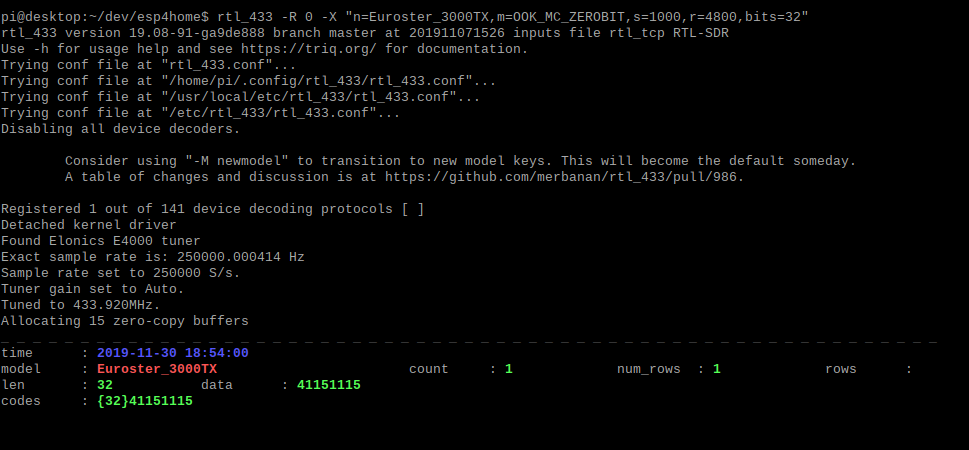 pi@desktop:~/dev/esp4home$ rtl_433 -R 0 -X "n=Euroster_3000TX,m=OOK_MC_ZEROBIT,s=1000,r=4800,bits=32"
rtl_433 version 19.08-91-ga9de888 branch master at 201911071526 inputs file rtl_tcp RTL-SDR
Use -h for usage help and see https://triq.org/ for documentation.
Trying conf file at "rtl_433.conf"...
Trying conf file at "/home/pi/.config/rtl_433/rtl_433.conf"...
Trying conf file at "/usr/local/etc/rtl_433/rtl_433.conf"...
Trying conf file at "/etc/rtl_433/rtl_433.conf"...
Disabling all device decoders.
Consider using "-M newmodel" to transition to new model keys. This will become the default someday.
A table of changes and discussion is at https://github.com/merbanan/rtl_433/pull/986.
Registered 1 out of 141 device decoding protocols [ ]
Detached kernel driver
Found Elonics E4000 tuner
Exact sample rate is: 250000.000414 Hz
Sample rate set to 250000 S/s.
Tuner gain set to Auto.
Tuned to 433.920MHz.
Allocating 15 zero-copy buffers
_ _ _ _ _ _ _ _ _ _ _ _ _ _ _ _ _ _ _ _ _ _ _ _ _ _ _ _ _ _ _ _ _ _ _ _ _ _ _ _ _ _ _ _ _ _ _ _ _ _ _ _ _ _ _ _ _ _ _
time      : 2019-11-30 18:54:00
model     : Euroster_3000TX                        count     : 1             num_rows  : 1             rows      :
len       : 32           data      : 41151115
codes     : {32}41151115